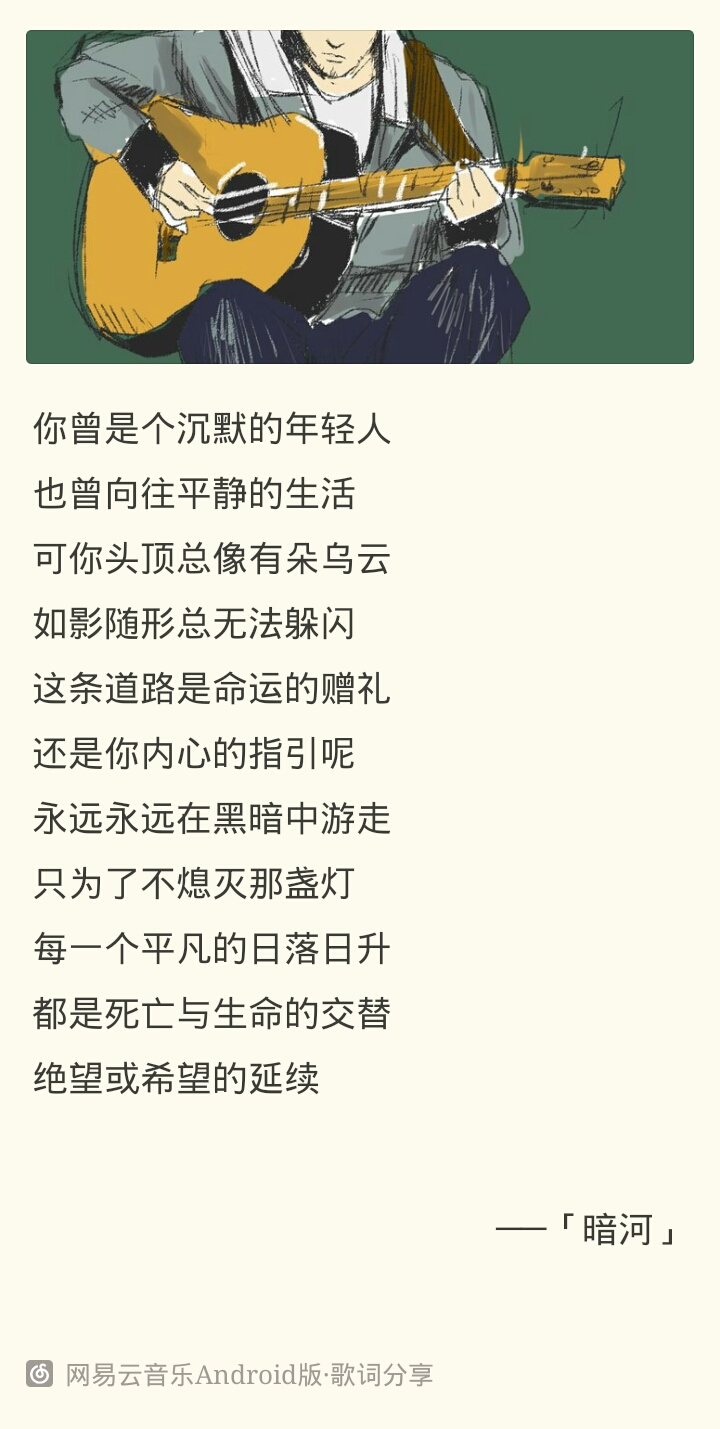 你曾是个沉默的年轻人
也曾向往平静的生活
可你头顶总像有朵乌云
如影随形总无法躲闪
这条道路是命运的赠礼
还是你内心的指引呢
永远永远在黑暗中游走
只为了不熄灭那盏灯
每一个平凡的日落日升
都是死亡与生命的交替
绝望或希望的延续
——「 暗河 」
网易云音乐Android版·歌词分享